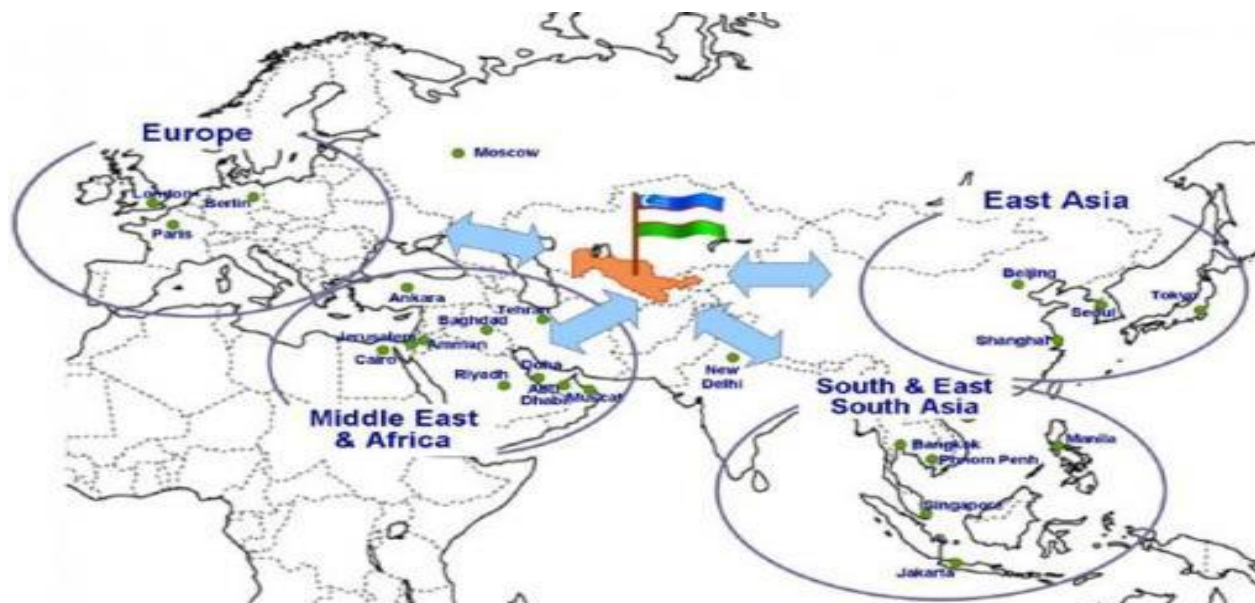 Europe
Moscow
London
Berlin
Paris
East Asia
Beijing
Seoul
Tokyo
Shanghai
Ankara
Tehran
Baghdad
Jerusalem
Amman
Cairo
Doha
Riyadh
Abu
Dhabi
Muscat
Middle East
& Africa
New
Delhi
South & East
South Asia
Bangkok
Manila
Phnom Penh
Singapore
Jakarta